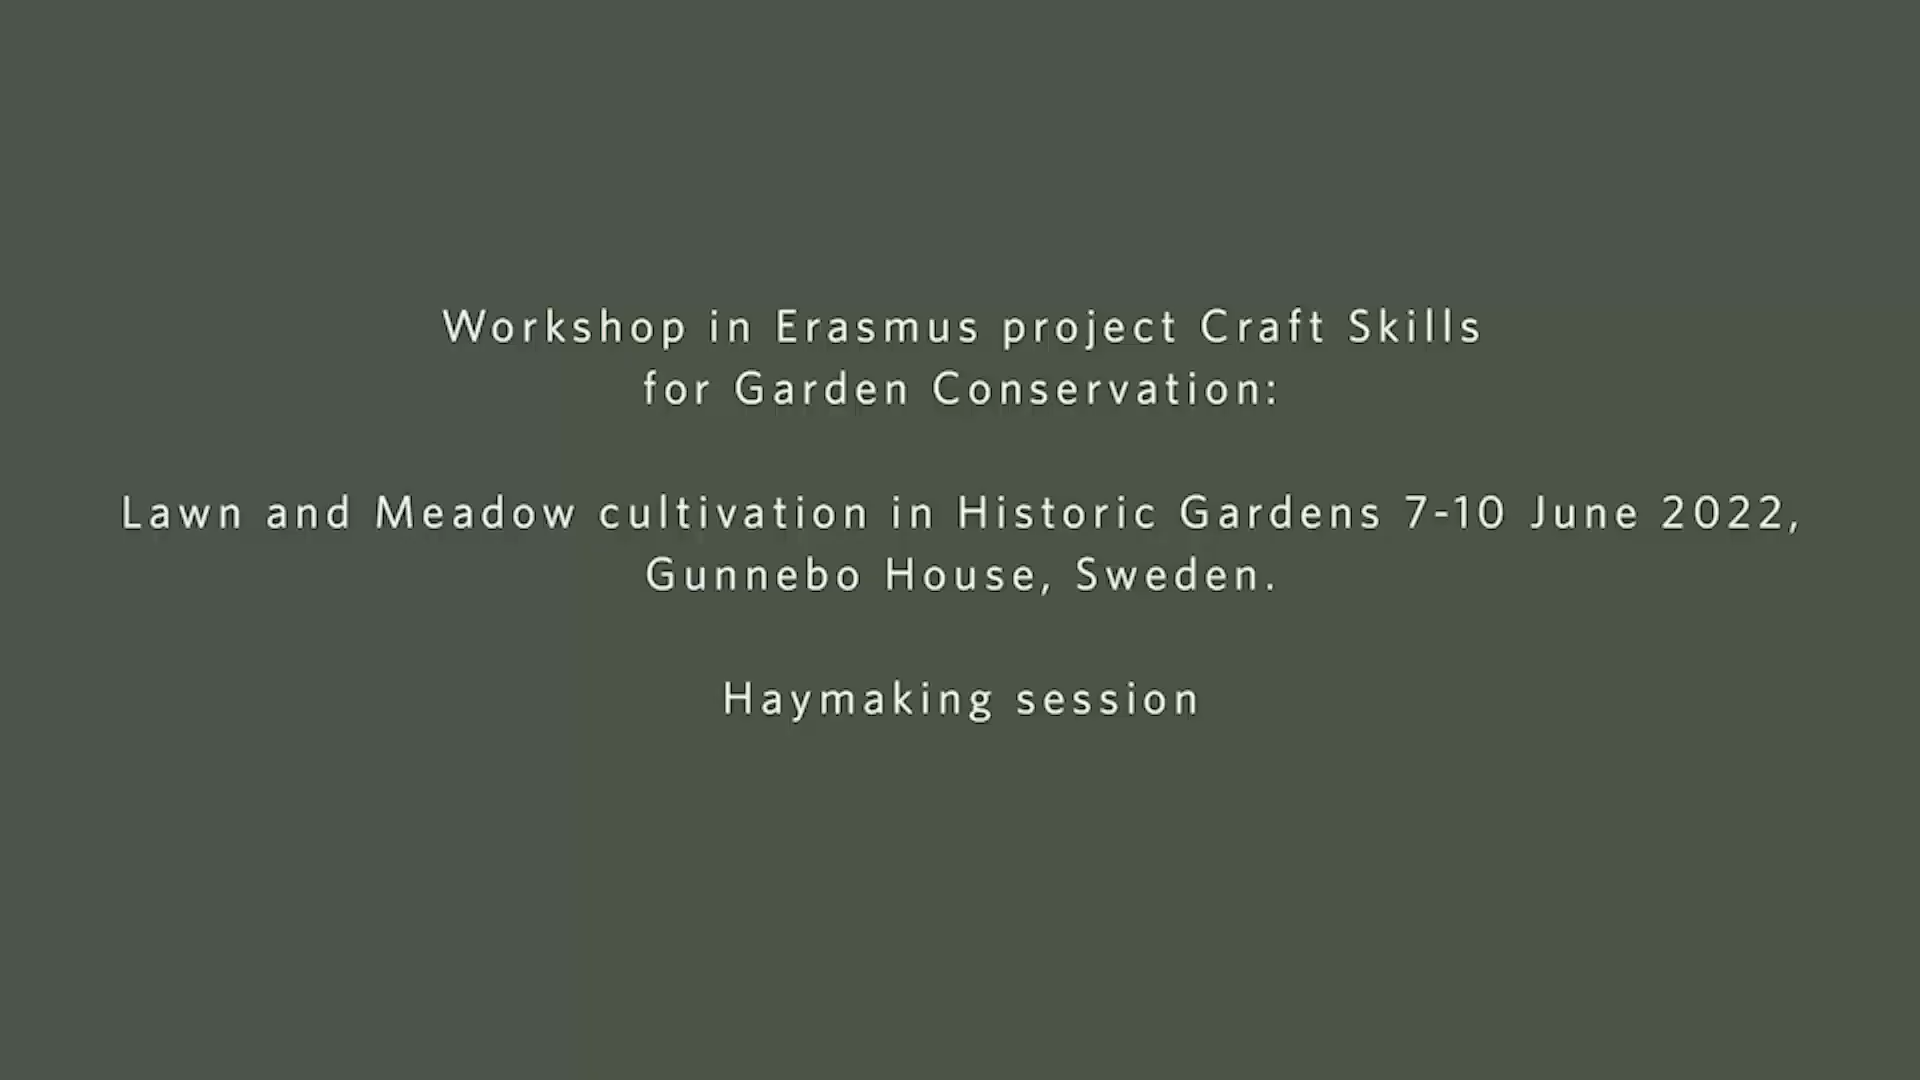 Workshop in Erasmus project Craft Skills
for Garden Conservation:
Lawn and Meadow cultivation in Historic Gardens 7-10 June 2022,
Gunnebo House, Sweden.
Haymaking session